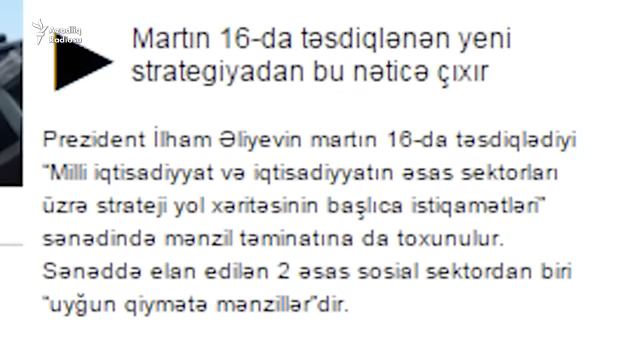 Azadlıq
Radiosu
Martın 16-da təsdiqlənən yeni
strategiyadan bu nəticə çıxır
Prezident İlham Əliyevin martın 16-da təsdiqlədiyi
“Milli iqtisadiyyat və iqtisadiyyatın əsas sektorları
üzrə strateji yol xəritəsinin başlıca istiqamətləri”
sənədində mənzil təminatına da toxunulur.
Sənəddə elan edilən 2 əsas sosial sektordan biri
“uyğun qiymətə mənzillər”dir.